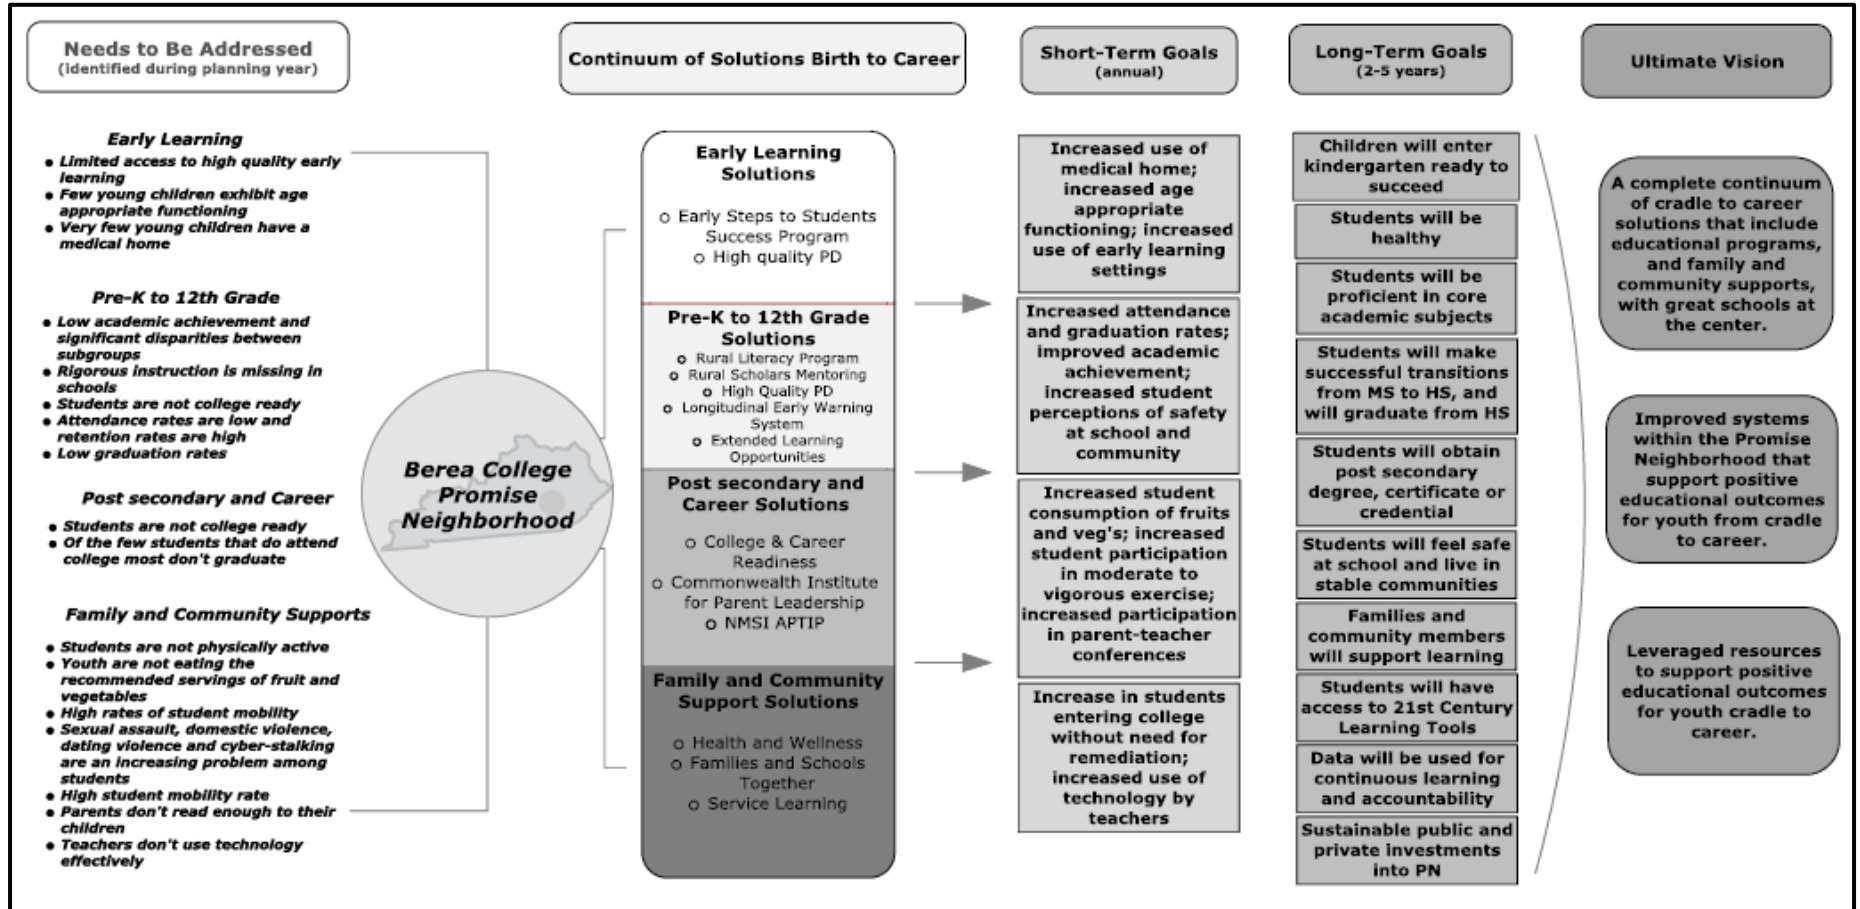 Needs to Be Addressed
(identified during planning year)
Early Learning
● Limited access to high quality early
learning
● Few young children exhibit age
appropriate functioning
● Very few young children have a
medical home
Pre-K to 12th Grade
● Low academic achievement and
significant disparities between
subgroups
● Rigorous instruction is missing in
schools
● Students are not college ready
● Attendance rates are low and
retention rates are high
● Low graduation rates
Post secondary and Career
● Students are not college ready
● Of the few students that do attend
college most don't graduate
Family and Community Supports
● Students are not physically active
● Youth are not eating the
recommended servings of fruit and
vegetables
● High rates of student mobility
● Sexual assault, domestic violence,
dating violence and cyber-stalking
are an increasing problem among
students
● High student mobility rate
● Parents don't read enough to their
children
● Teachers don't use technology
effectively
Berea College
Promise
Neighborhood
Continuum of Solutions Birth to Career
Early Learning
Solutions
○ Early Steps to Students
Success Program
○ High quality PD
Pre-K to 12th Grade
Solutions
○ Rural Literacy Program
○ Rural Scholars Mentoring
○ High Quality PD
○ Longitudinal Early Warning
System
○ Extended Learning
Opportunities
Post secondary and
Career Solutions
○ College & Career
Readiness
○ Commonwealth Institute
for Parent Leadership
○ NMSI APTIP
Family and Community
Support Solutions
○ Health and Wellness
○ Families and Schools
Together
○ Service Learning
Short-Term Goals
(annual)
Increased use of
medical home;
increased age
appropriate
functioning; increased
use of early learning
settings
Increased attendance
and graduation rates;
improved academic
achievement;
increased student
perceptions of safety
at school and
community
Increased student
consumption of fruits
and veg's; increased
student participation
in moderate to
vigorous exercise;
increased participation
in parent-teacher
conferences
Increase in students
entering college
without need for
remediation;
increased use of
technology by
teachers
Long-Term Goals
(2-5 years)
Children will enter
kindergarten ready to
succeed
Students will be
healthy
Students will be
proficient in core
academic subjects
Students will make
successful transitions
from MS to HS, and
will graduate from HS
Students will obtain
post secondary
degree, certificate or
credential
Students will feel safe
at school and live in
stable communities
Families and
community members
will support learning
Students will have
access to 21st Century
Learning Tools
Data will be used for
continuous learning
and accountability
Sustainable public and
private investments
into PN
Ultimate Vision
A complete continuum
of cradle to career
solutions that include
educational programs,
and family and
community supports,
with great schools at
the center.
Improved systems
within the Promise
Neighborhood that
support positive
educational outcomes
for youth from cradle
to career.
Leveraged resources
to support positive
educational outcomes
for youth cradle to
career.